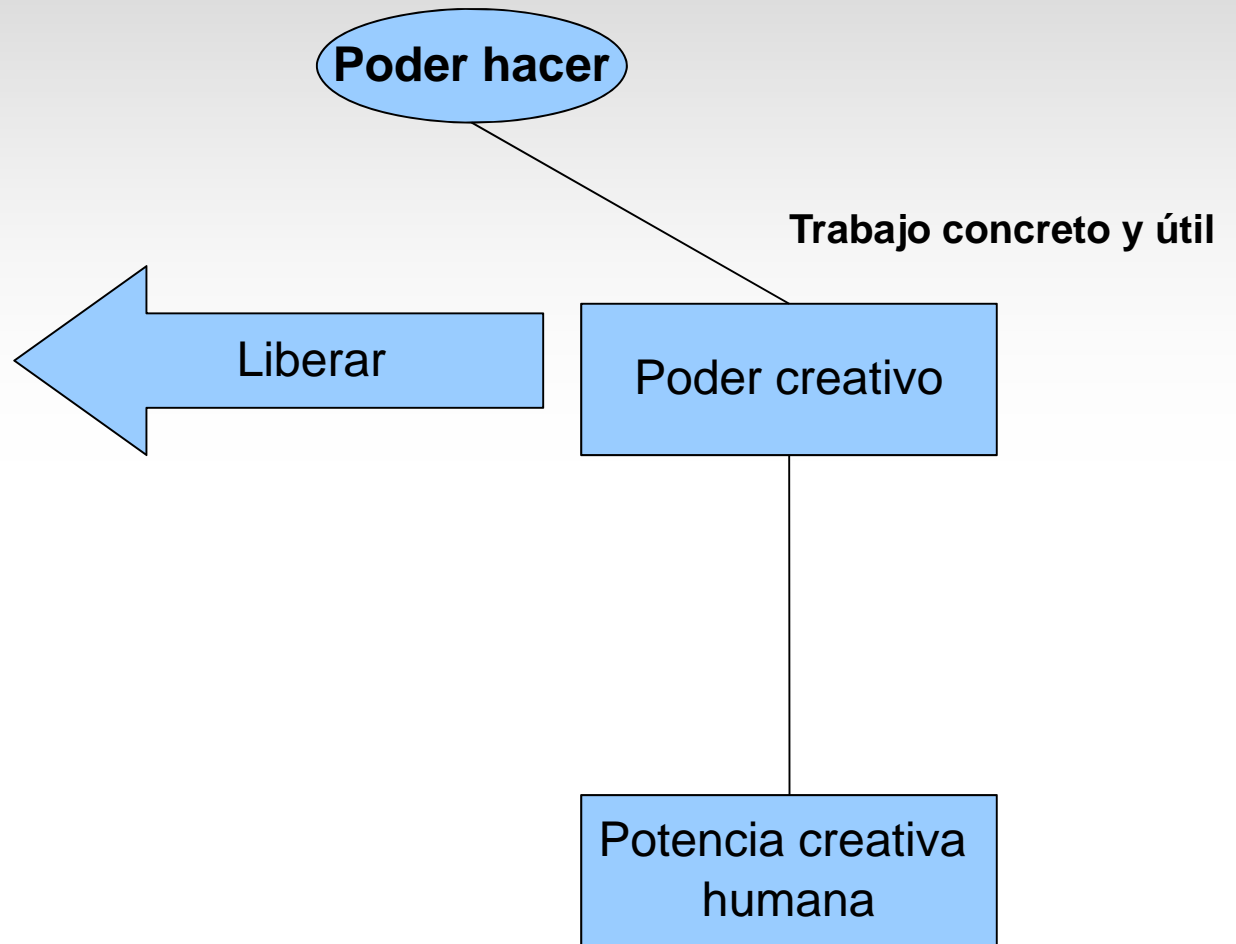 Poder hacer
Trabajo concreto y útil
Liberar
Poder creativo
Potencia creativa
humana